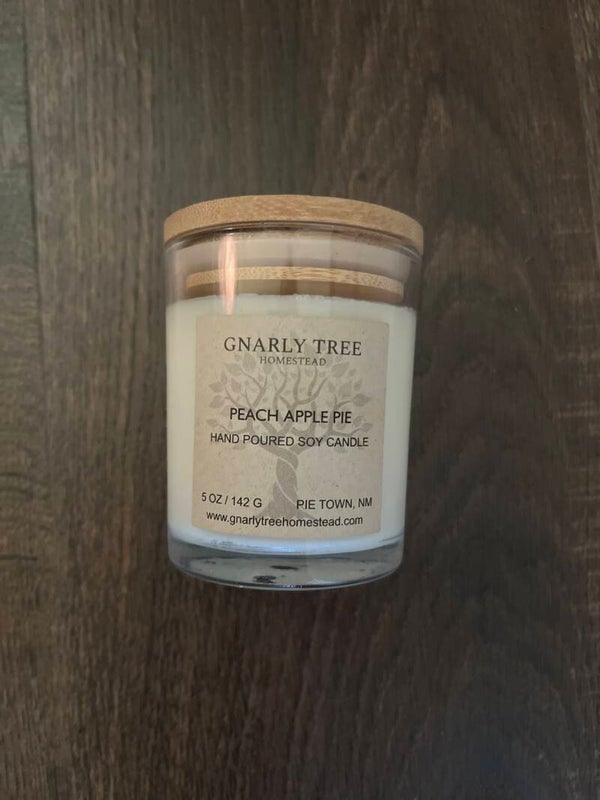 GNARLY TREE
HOMESTEAD
PEACH APPLE PIE
HAND POURED SOY CANDLE
5 OZ / 142 G PIE TOWN, NM
www.gnarlytreehomestead.com